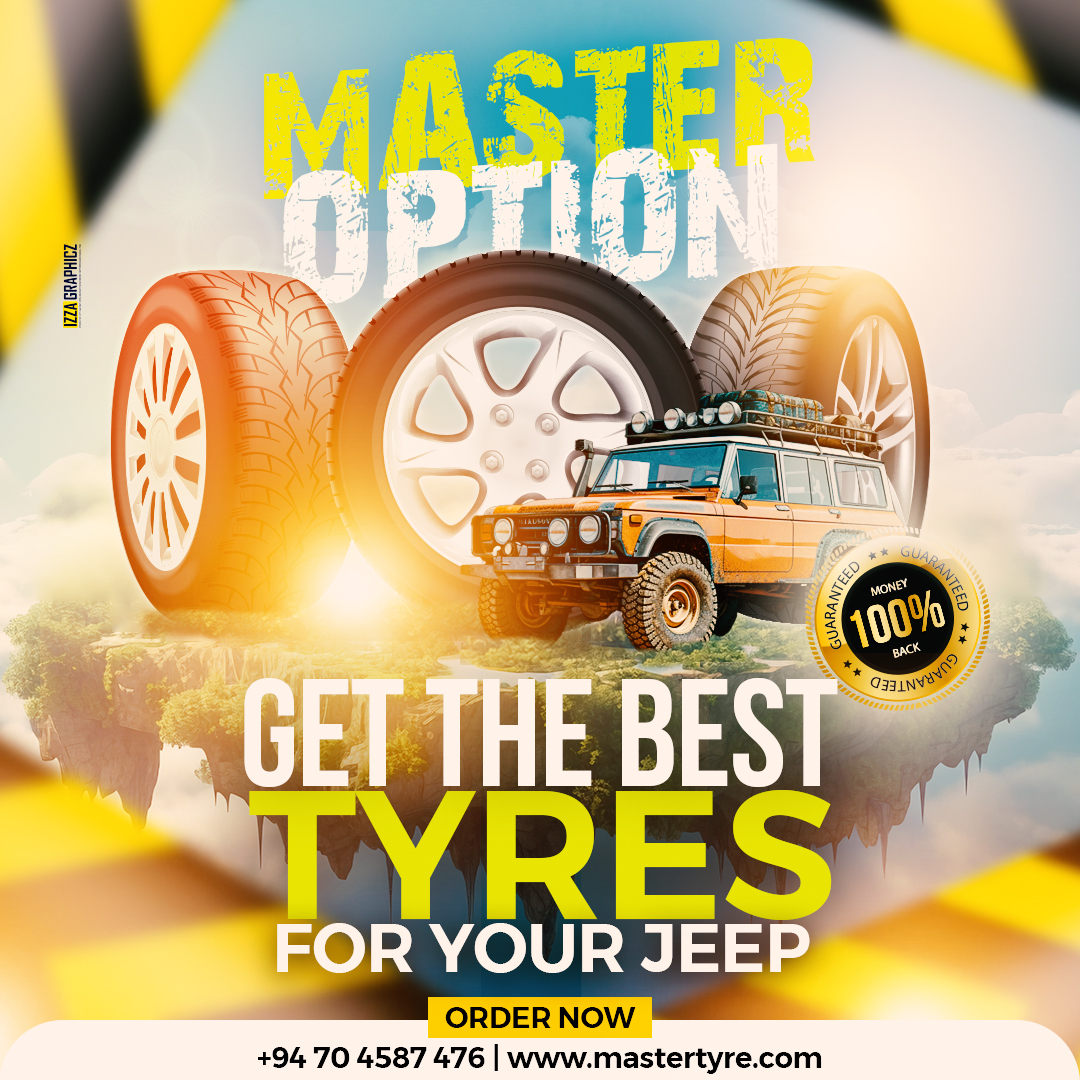 MASTER
OPTION
IZZA GRAPHICZ
GUARANTEED
GUARANTEED
GUARANTEED
MONEY
100%
BACK
GET THE BEST
TYRES
FOR YOUR JEEP
ORDER NOW
+94 70 4587 476 | www.mastertyre.com